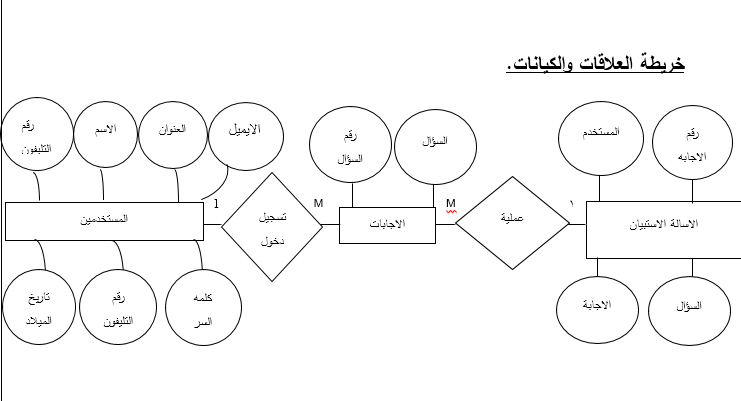 خريطة العلاقات والكيانات.
رقم
التليفون
الاسم
العنوان
الايميل
رقم
السؤال
السؤال
المستخدم
رقم
الاجابه
المستخدمين
1
تسجيل
دخول
M
الاجابات
M
عملية
١
الاسالة الاستبيان
تاريخ
الميلاد
رقم
التليفون
كلمه
السر
الاجابة
السؤال